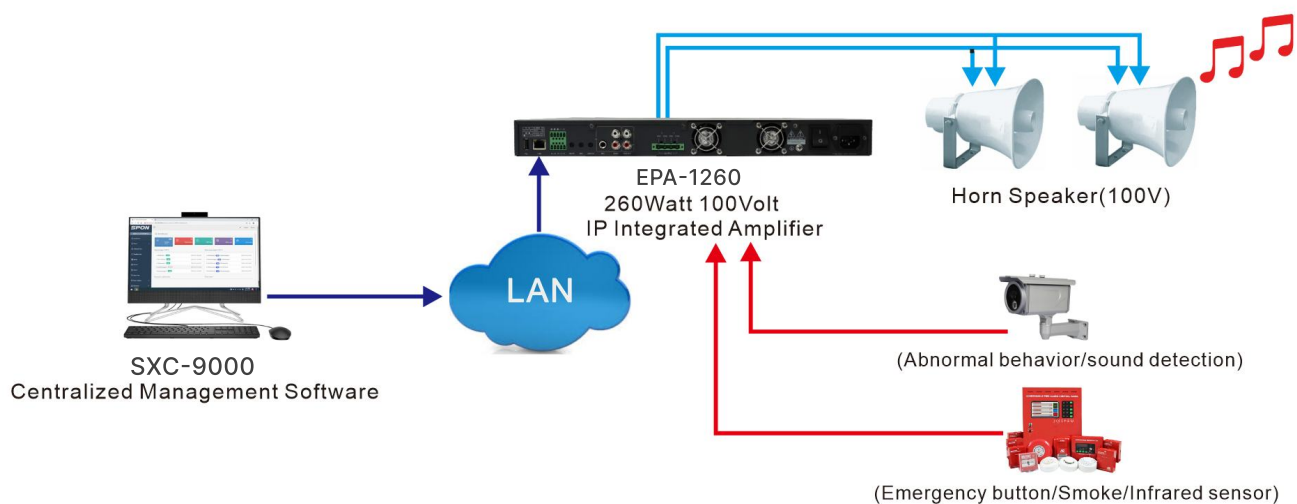 EPA-1260
260Watt 100Volt
IP Integrated Amplifier
Horn Speaker(100V)
SPON
LAN
SXC-9000
Centralized Management Software
(Abnormal behavior/sound detection)
(Emergency button/Smoke/Infrared sensor)